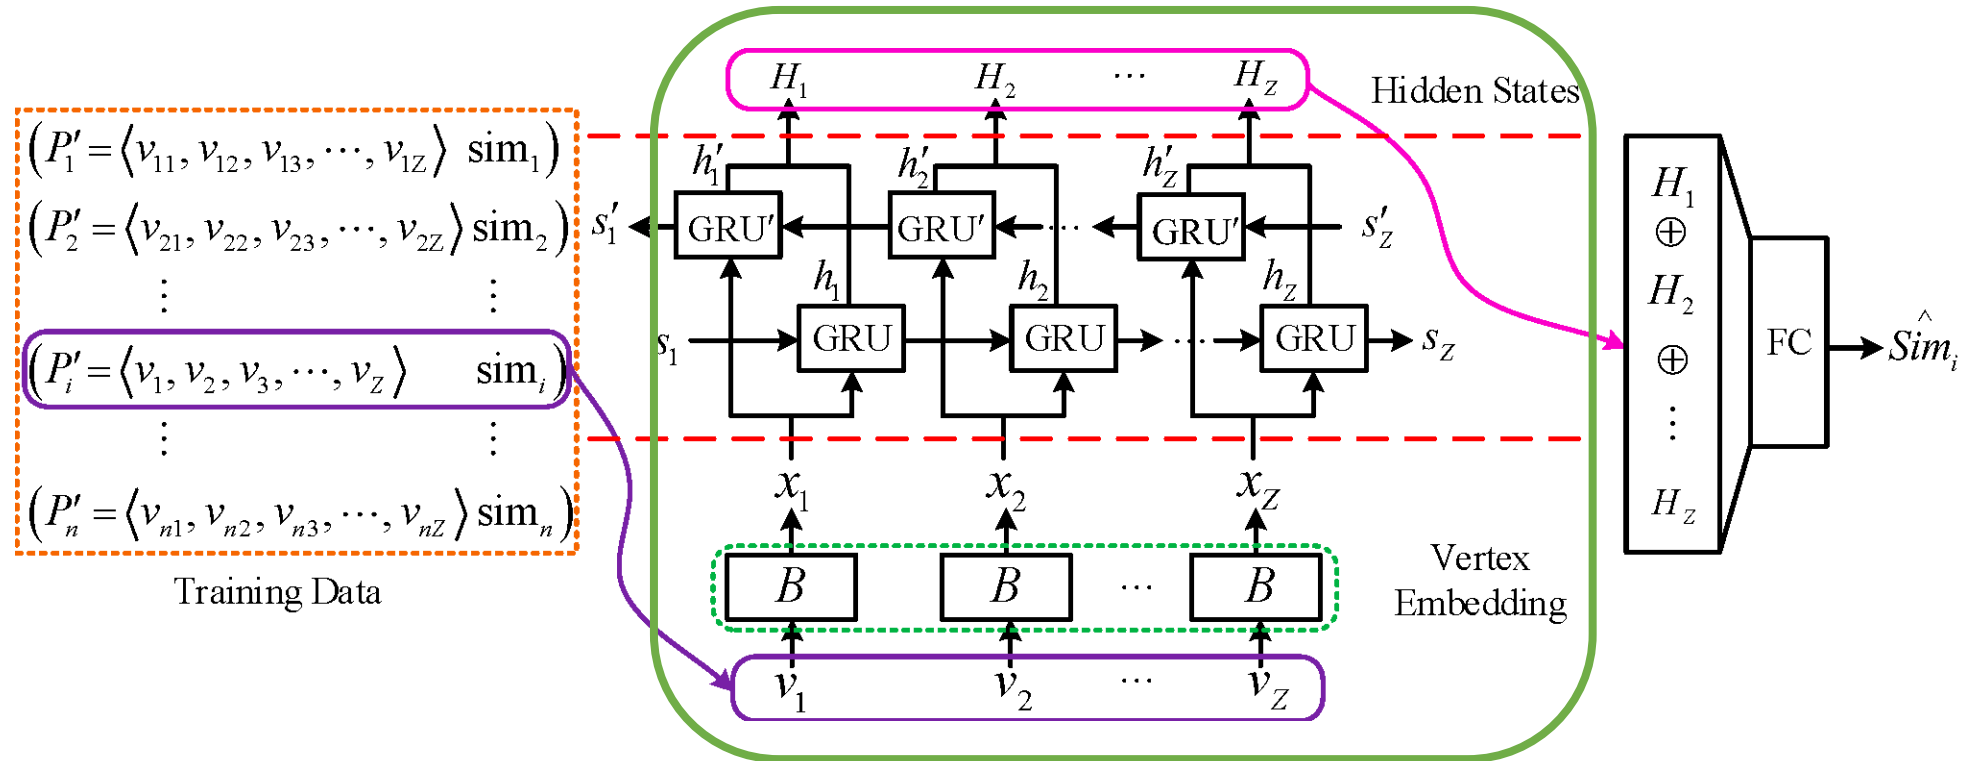 (P′₁ = ⟨v₁₁, v₁₂, v₁₃, ⋯, v₁Z⟩ sim₁)
(P′₂ = ⟨v₂₁, v₂₂, v₂₃, ⋯, v₂Z⟩ sim₂)
⋮ ⋮
(P′ᵢ = ⟨v₁, v₂, v₃, ⋯, vZ⟩ simᵢ)
⋮ ⋮
(P′ₙ = ⟨vₙ₁, vₙ₂, vₙ₃, ⋯, vₙZ⟩ simₙ)
Training Data
H₁ H₂ ⋯ HZ
Hidden States
h′₁ h′₂ h′Z
s′₁ GRU′ GRU′ ⋯ GRU′ s′Z
h₁ h₂ hZ
s₁ GRU GRU ⋯ GRU sZ
x₁ x₂ xZ
B B ⋯ B
Vertex
Embedding
v₁ v₂ ⋯ vZ
H₁
⊕
H₂
⊕
⋮
HZ
FC
Sîmᵢ